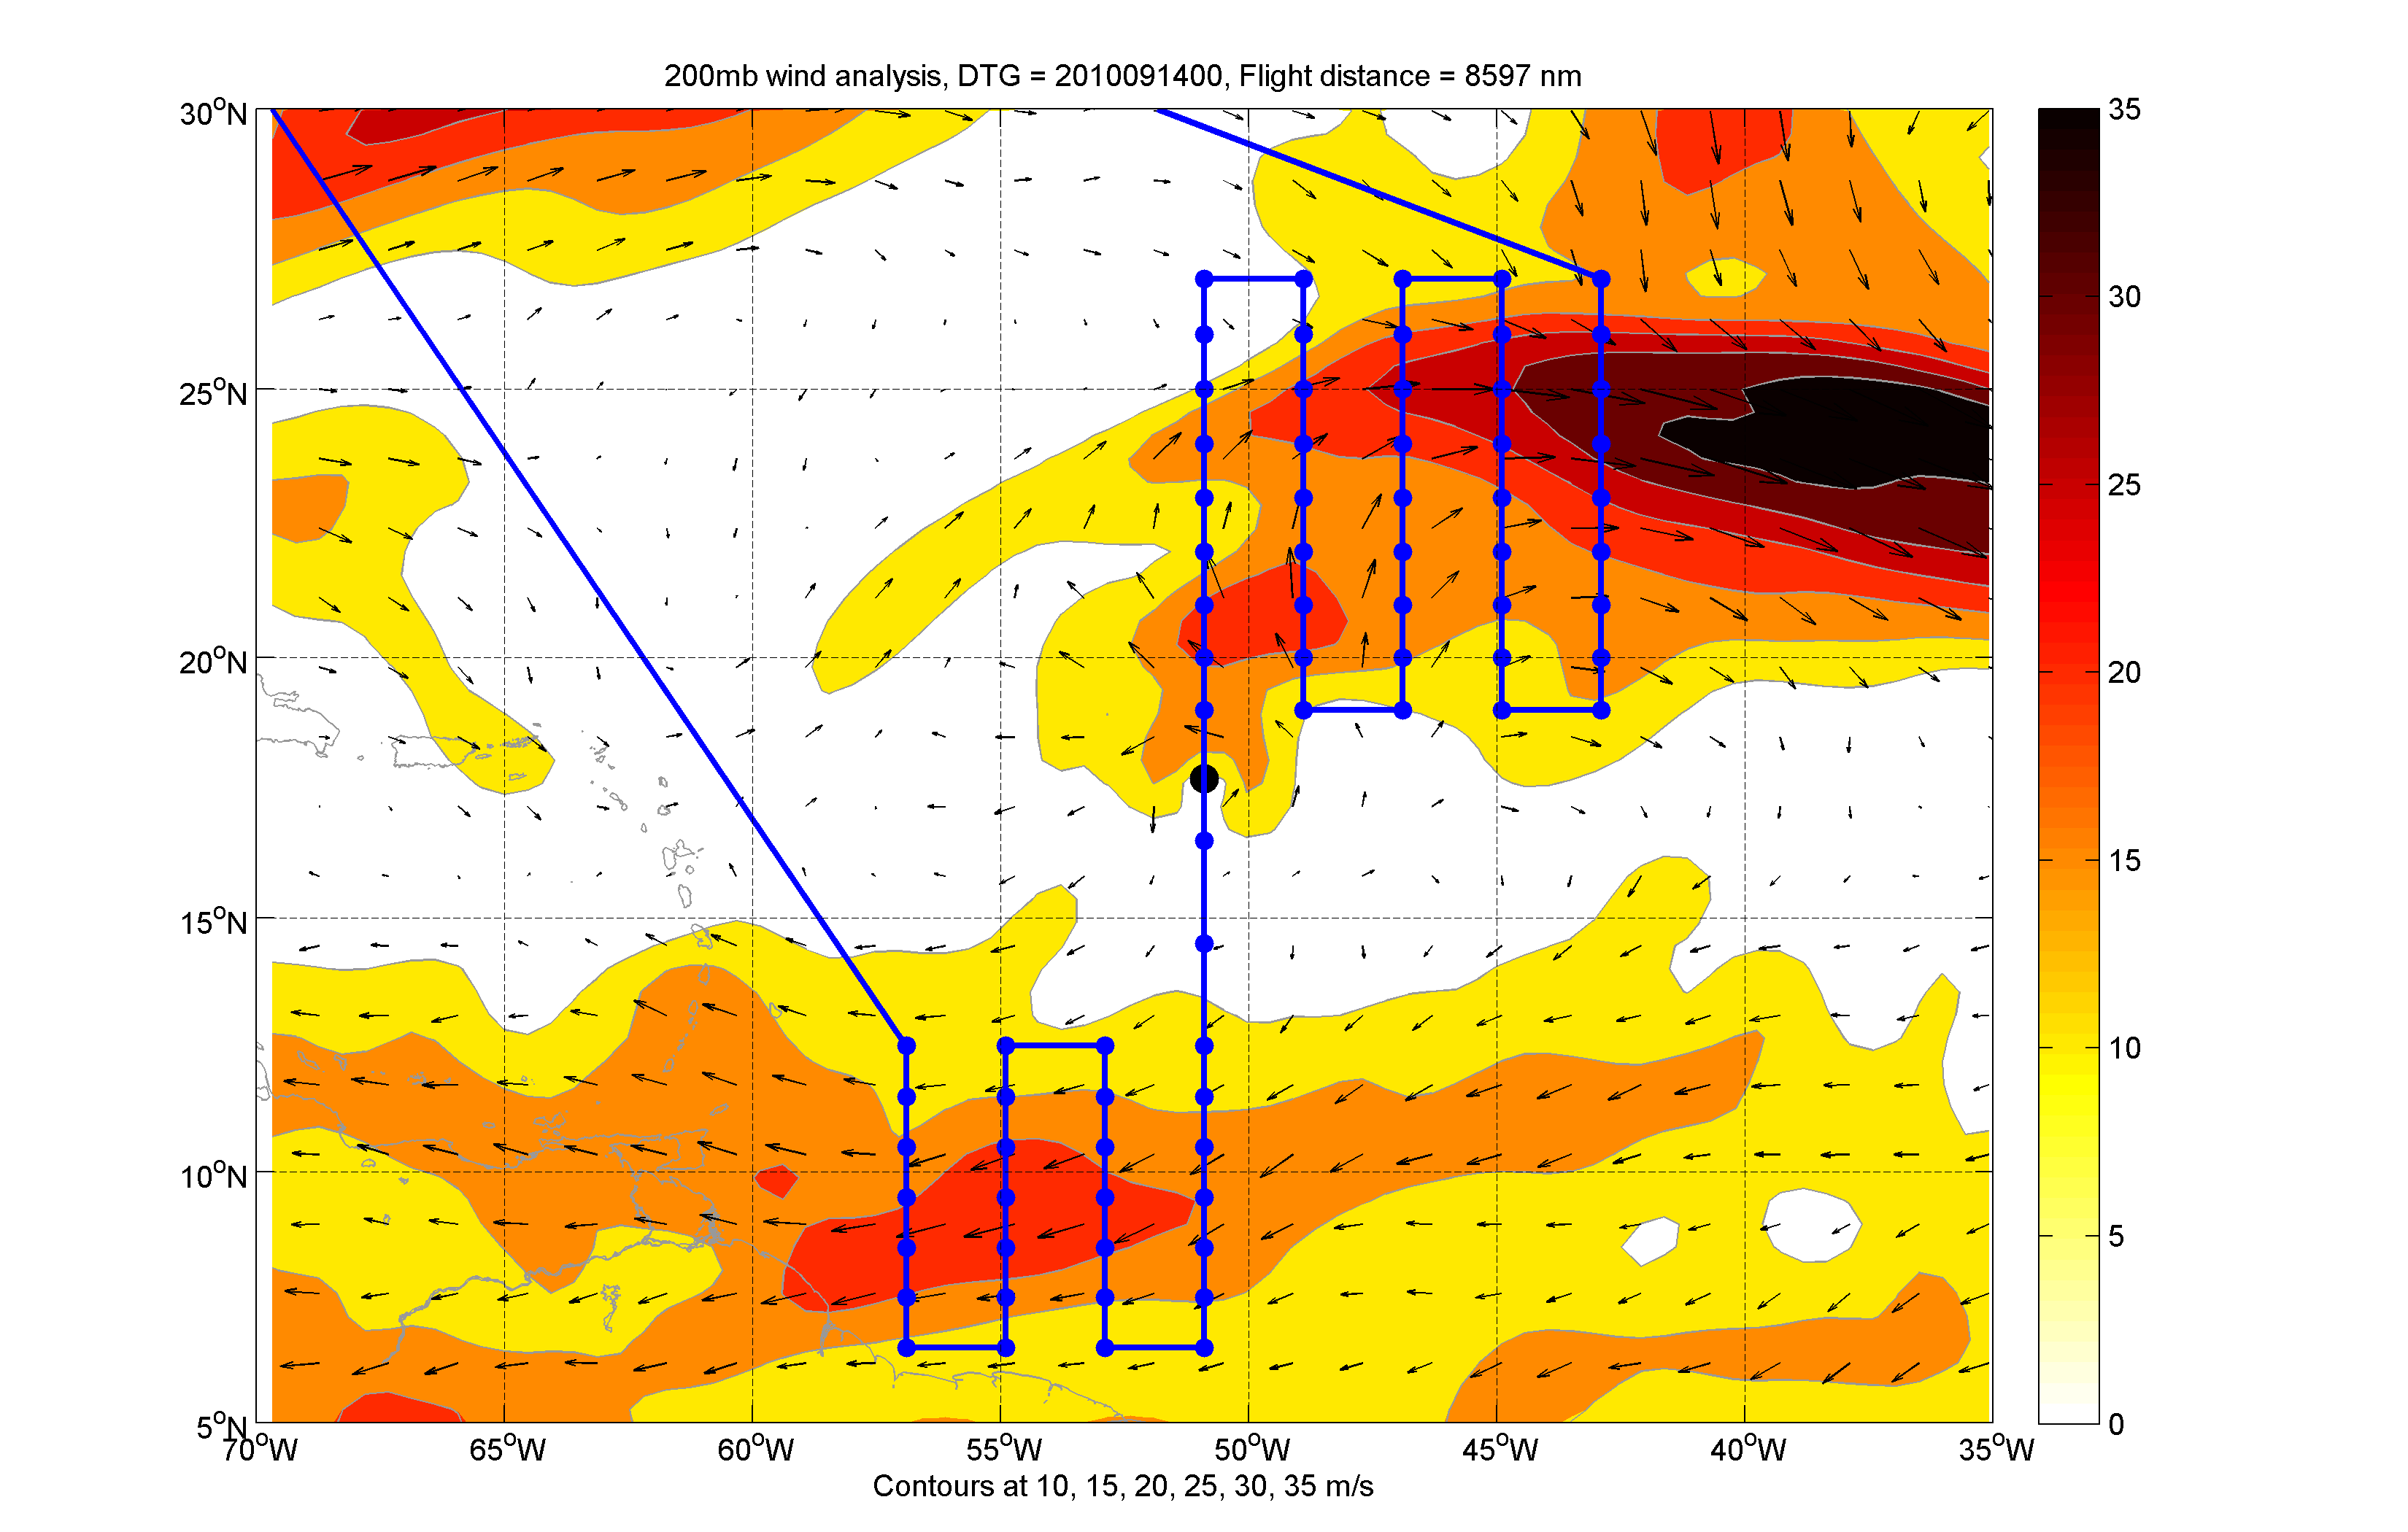 200mb wind analysis, DTG = 2010091400, Flight distance = 8597 nm
30°N
25°N
20°N
15°N
10°N
5°N
70°W 65°W 60°W 55°W 50°W 45°W 40°W 35°W
Contours at 10, 15, 20, 25, 30, 35 m/s
35
30
25
20
15
10
5
0